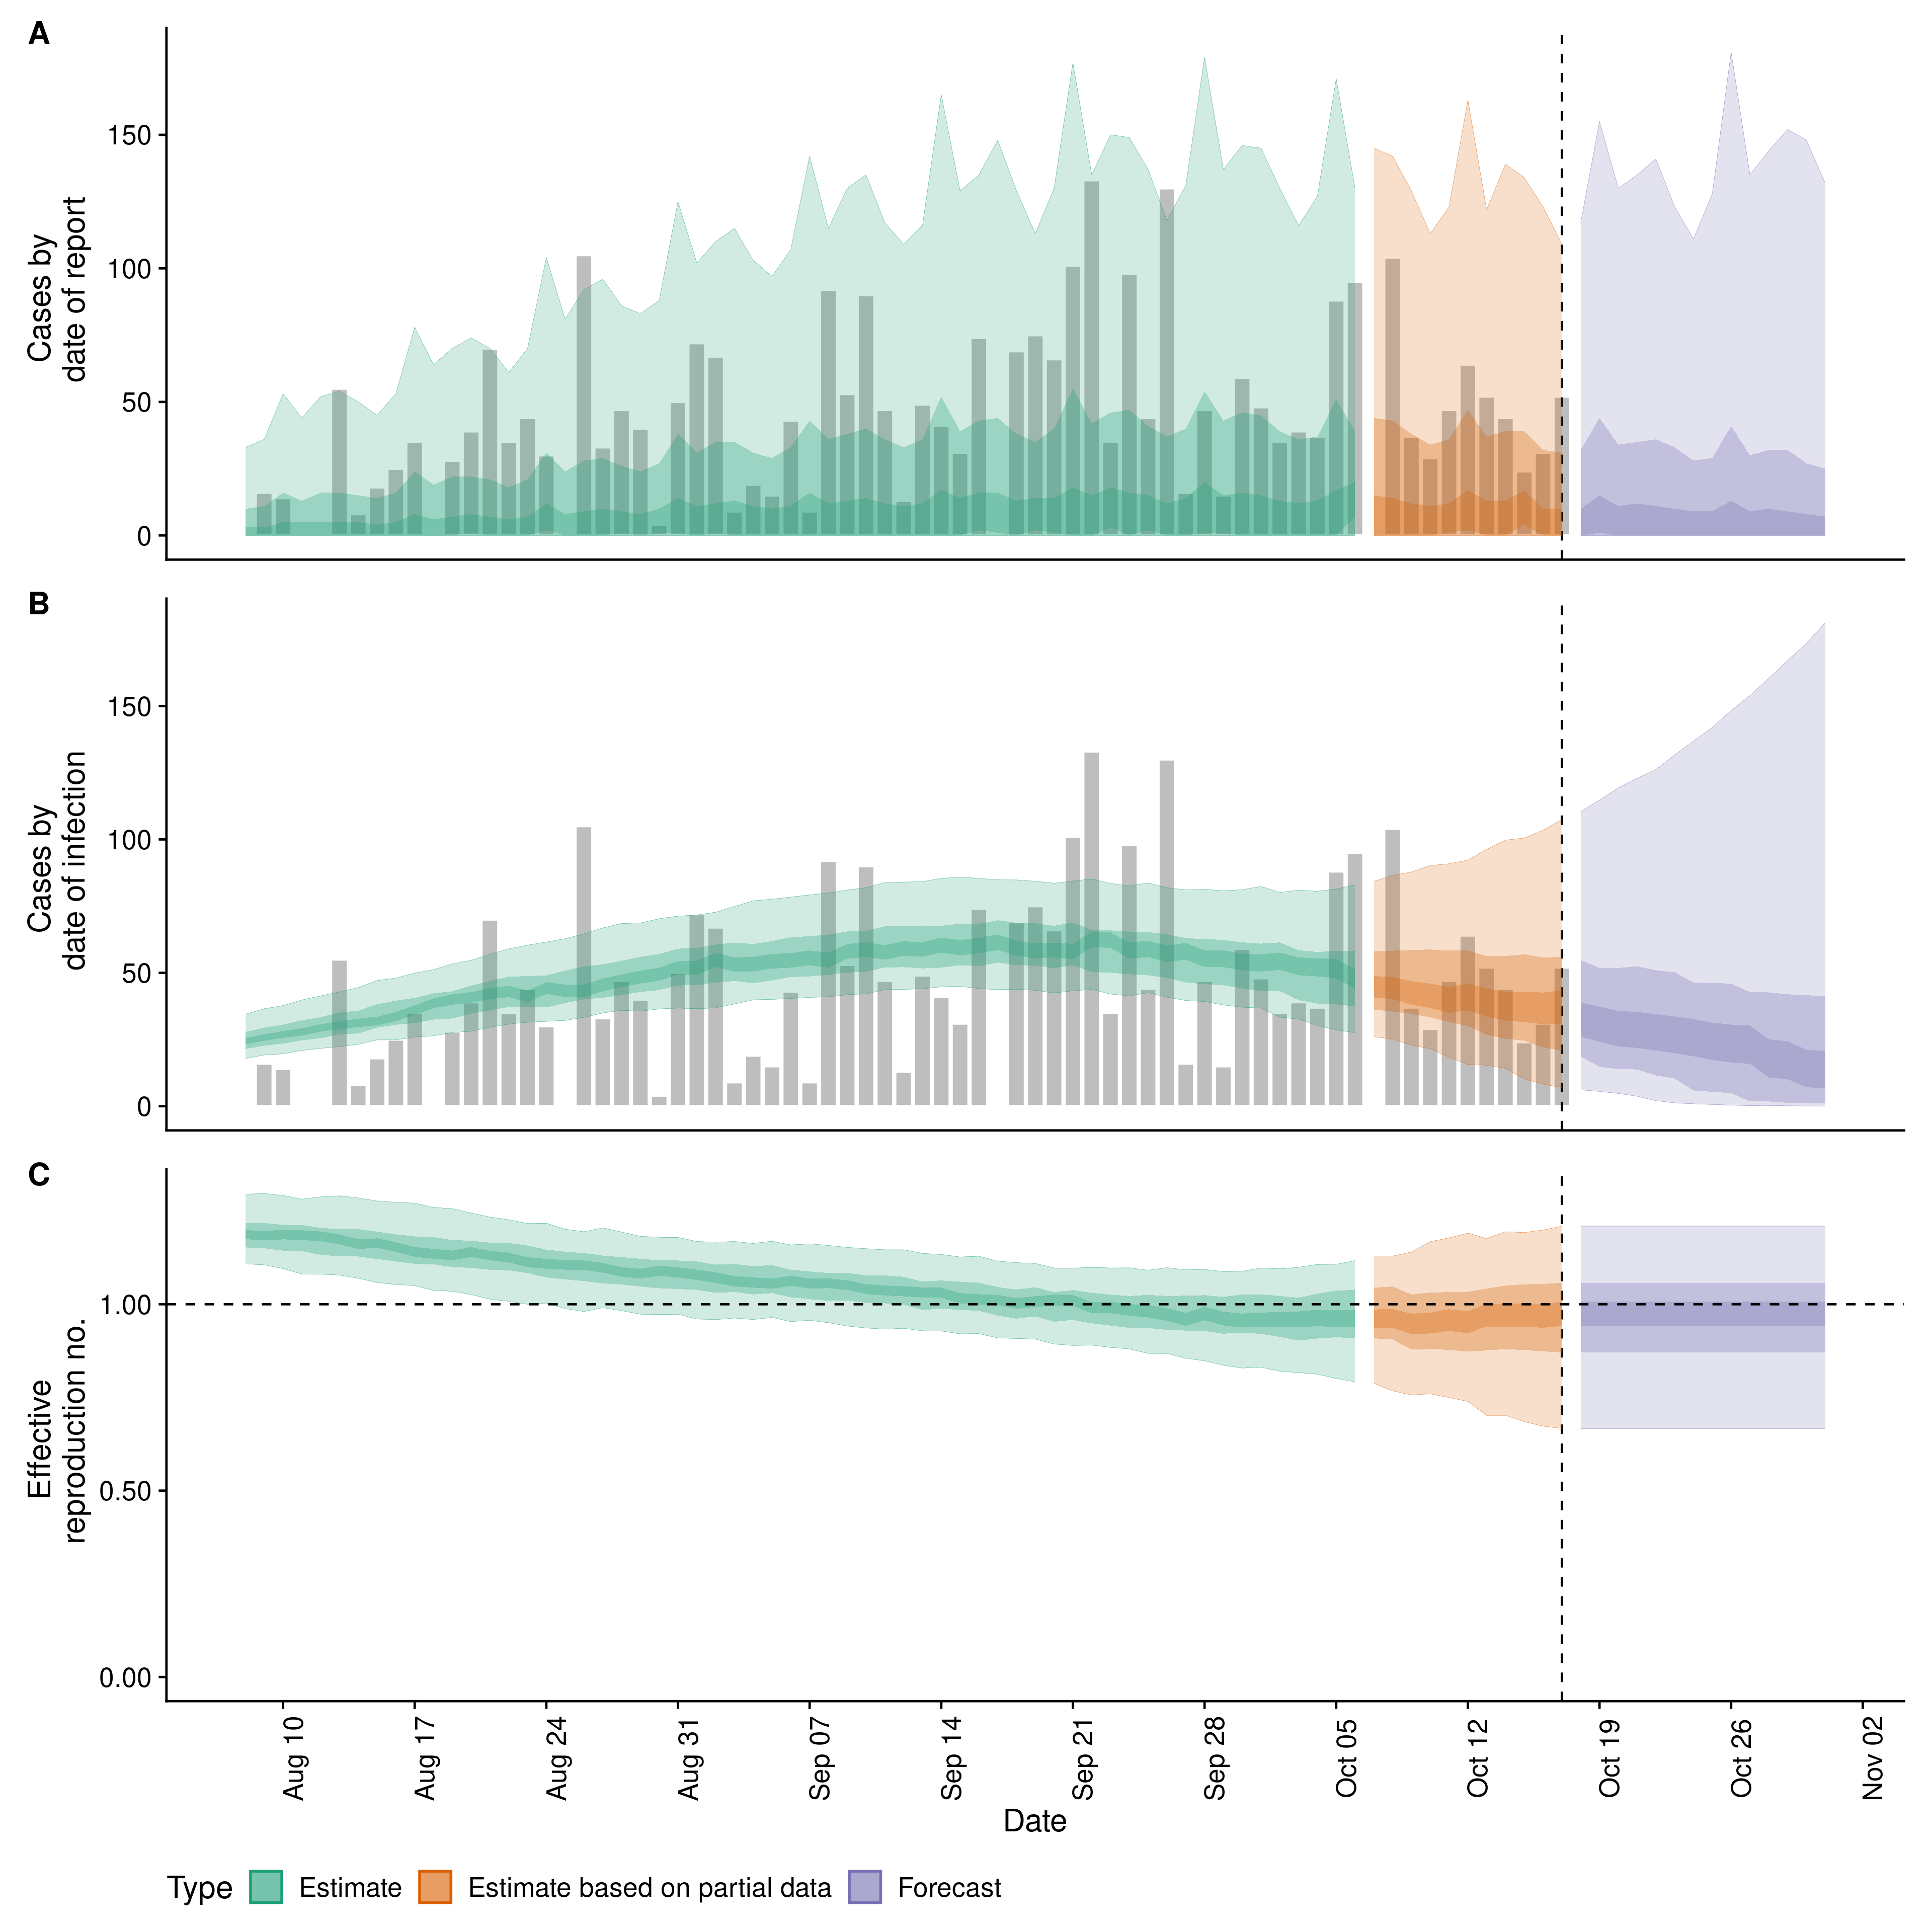 A
Cases by
date of report
150
100
50
0
B
Cases by
date of infection
150
100
50
0
C
Effective
reproduction no.
1.00
0.50
0.00
Aug 10
Aug 17
Aug 24
Aug 31
Sep 07
Sep 14
Sep 21
Sep 28
Oct 05
Oct 12
Oct 19
Oct 26
Nov 02
Date
Type Estimate Estimate based on partial data Forecast